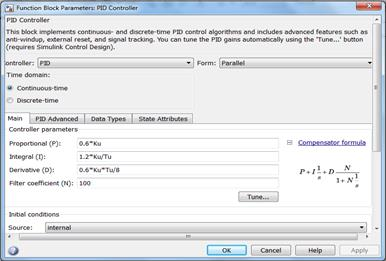 Function Block Parameters: PID Controller
PID Controller
This block implements continuous- and discrete-time PID control algorithms and includes advanced features such as
anti-windup, external reset, and signal tracking. You can tune the PID gains automatically using the 'Tune...' button
(requires Simulink Control Design).
Controller: PID Form: Parallel
Time domain:
Continuous-time
Discrete-time
Main PID Advanced Data Types State Attributes
Controller parameters
Proportional (P): 0.6*Ku
Integral (I): 1.2*Ku/Tu
Derivative (D): 0.6*Ku*Tu/8
Filter coefficient (N): 100
Compensator formula
P+I 1/s +D N/(1+N 1/s)
Tune...
Initial conditions
Source: internal
OK Cancel Help Apply